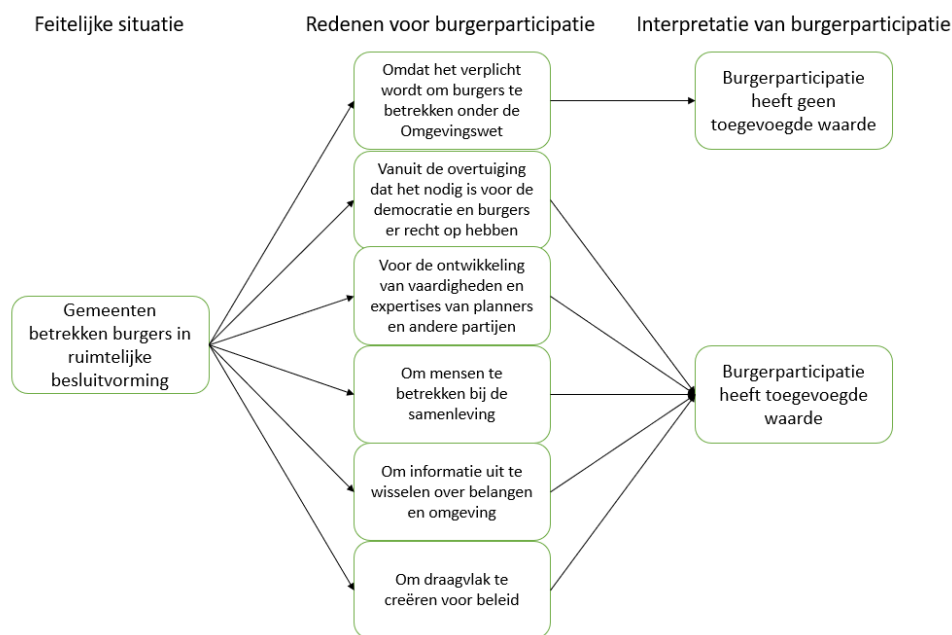 Feitelijke situatie
Redenen voor burgerparticipatie
Interpretatie van burgerparticipatie
Gemeenten
betrekken burgers in
ruimtelijke
besluitvorming
Omdat het verplicht
wordt om burgers te
betrekken onder de
Omgevingswet
Vanuit de overtuiging
dat het nodig is voor de
democratie en burgers
er recht op hebben
Voor de ontwikkeling
van vaardigheden en
expertises van planners
en andere partijen
Om mensen te
betrekken bij de
samenleving
Om informatie uit te
wisselen over belangen
en omgeving
Om draagvlak te
creëren voor beleid
Burgerparticipatie
heeft geen
toegevoegde waarde
Burgerparticipatie
heeft toegevoegde
waarde